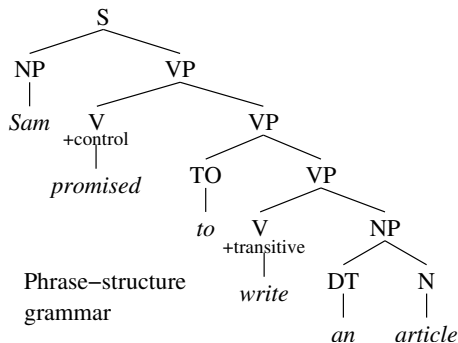 S
NP VP
Sam V VP
+control
promised TO VP
to V NP
+transitive
write DT N
an article
Phrase−structure
grammar